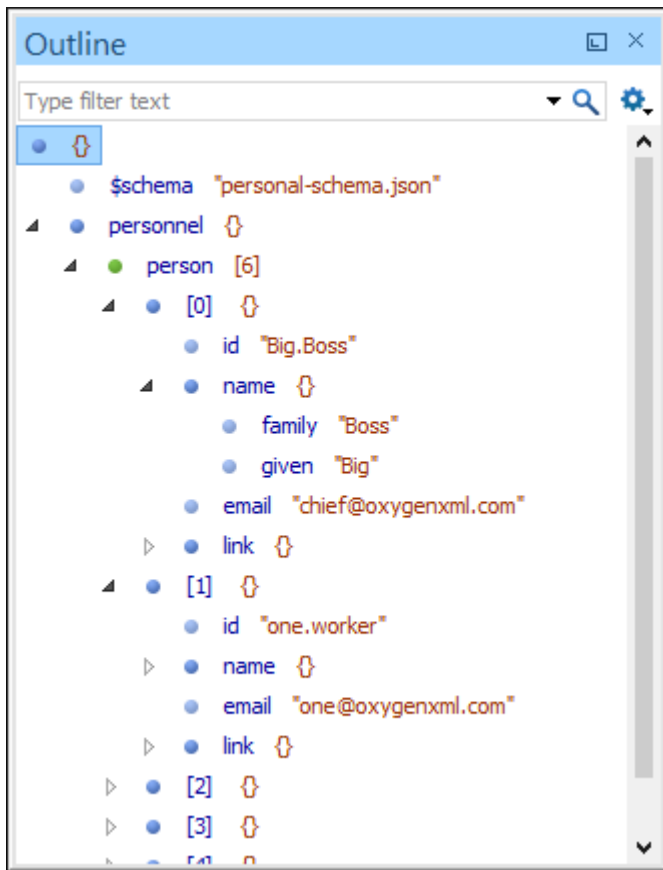 Outline
Type filter text
{}
$schema "personal-schema.json"
personnel {}
person [6]
[0] {}
id "Big.Boss"
name {}
family "Boss"
given "Big"
email "chief@oxygenxml.com"
link {}
[1] {}
id "one.worker"
name {}
email "one@oxygenxml.com"
link {}
[2] {}
[3] {}
[4] {}